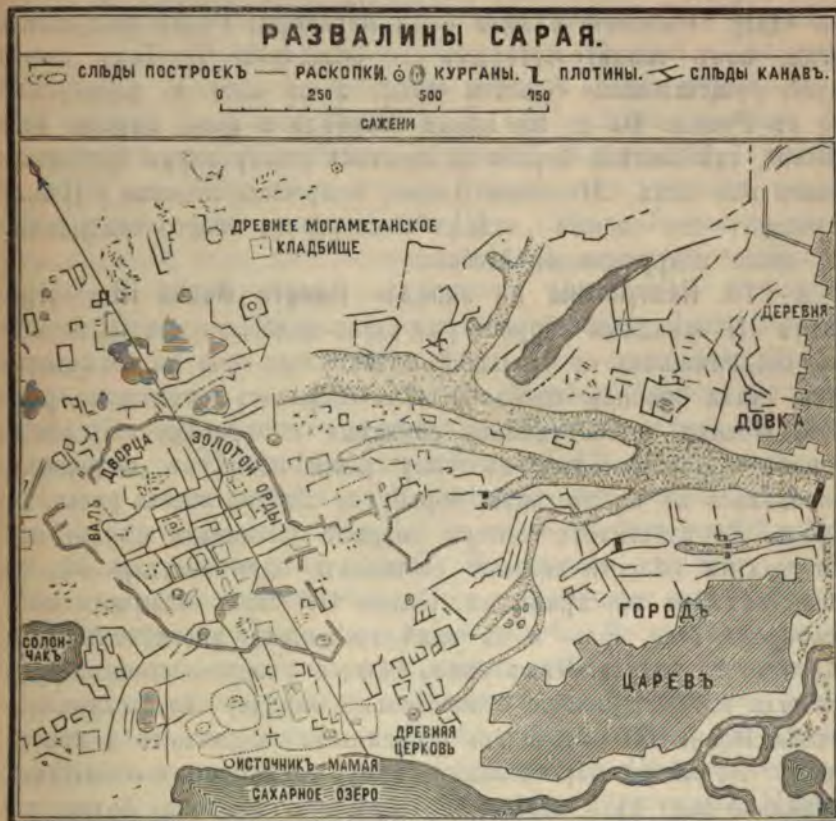 РАЗВАЛИНЫ САРАЯ.
СЛѢДЫ ПОСТРОЕКЪ РАСКОПКИ. КУРГАНЫ. ПЛОТИНЫ. СЛѢДЫ КАНАВЪ.
0 250 500 750
САЖЕНИ
ДРЕВНЕЕ МОГАМЕТАНСКОЕ
КЛАДБИЩЕ
ДЕРЕВНЯ
ДОВКА
ВАЛЪ ДВОРЦА ЗОЛОТОЙ ОРДЫ
ГОРОДЪ
ЦАРЕВЪ
СОЛОН-
ЧАКЪ
ДРЕВНЯЯ
ЦЕРКОВЬ
ИСТОЧНИКЪ МАМАЯ
САХАРНОЕ ОЗЕРО